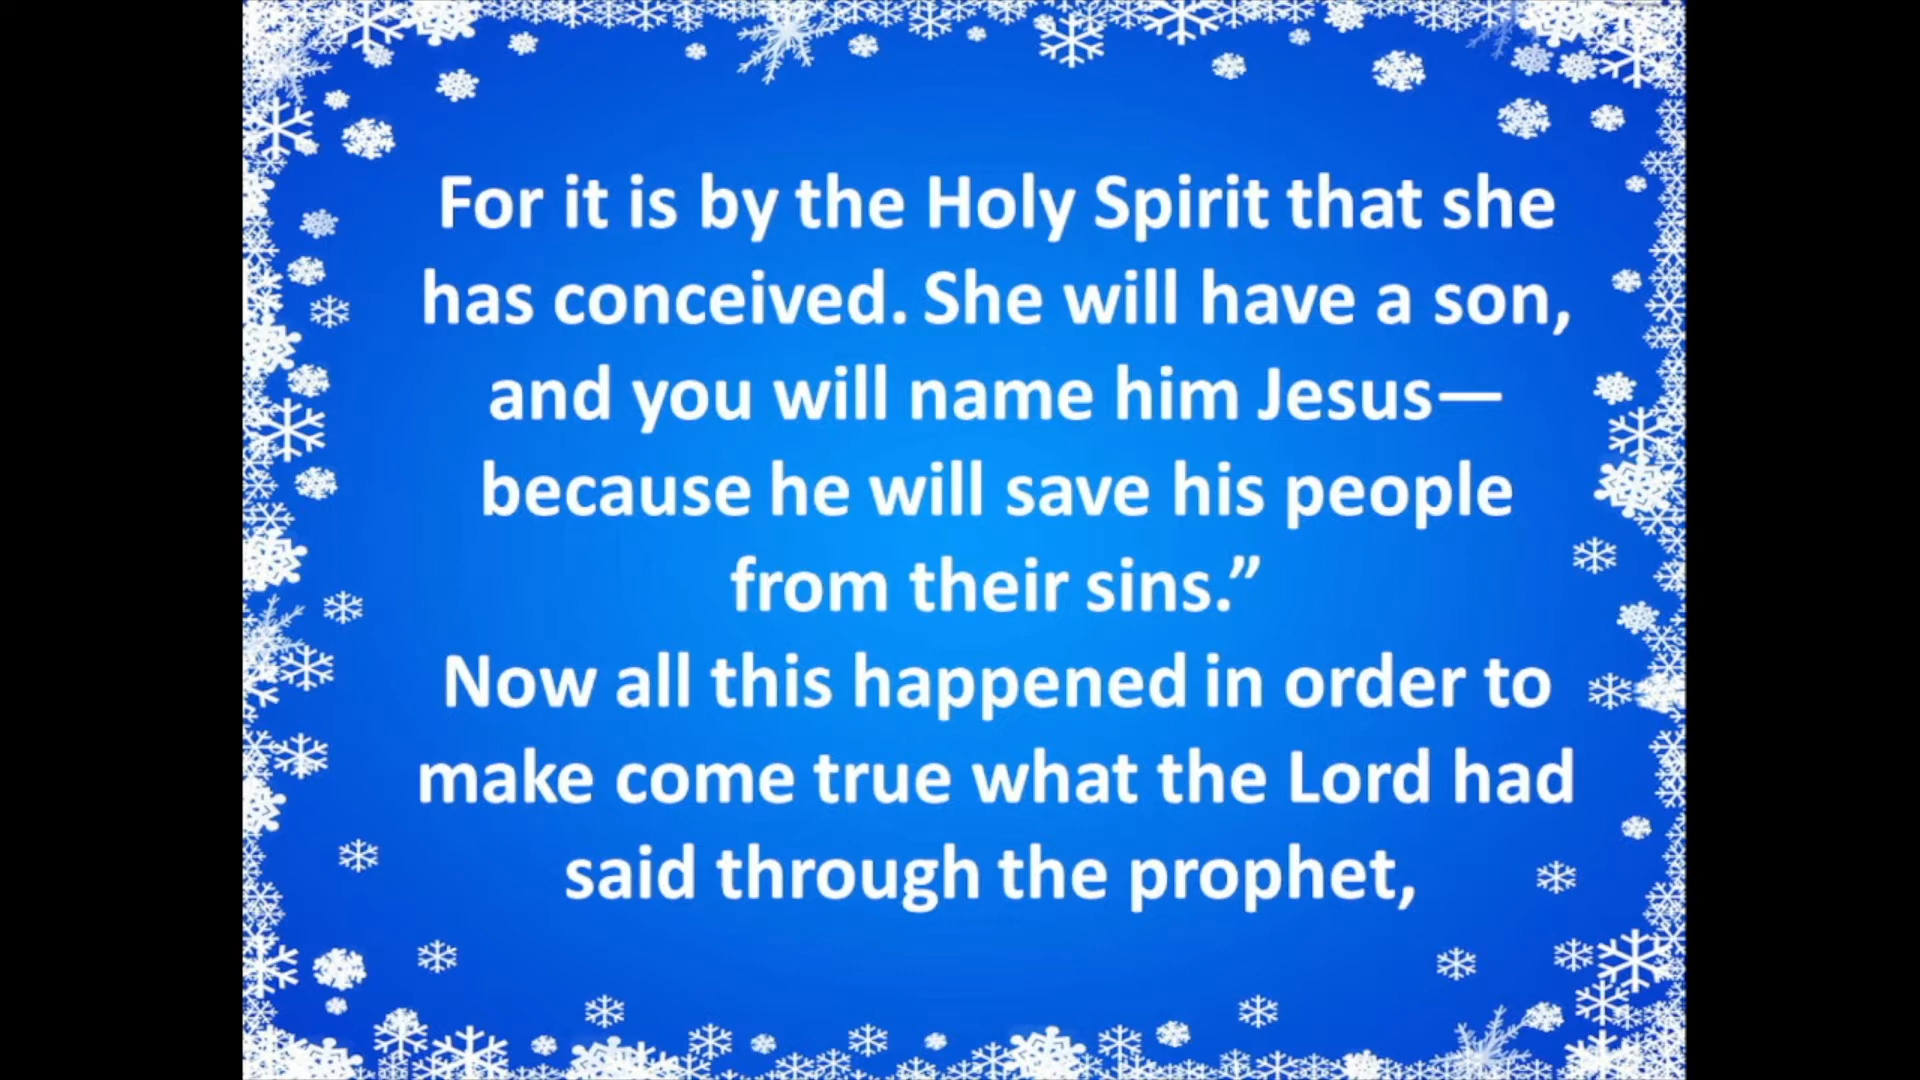 For it is by the Holy Spirit that she
has conceived. She will have a son,
and you will name him Jesus—
because he will save his people
from their sins.”
Now all this happened in order to
make come true what the Lord had
said through the prophet,